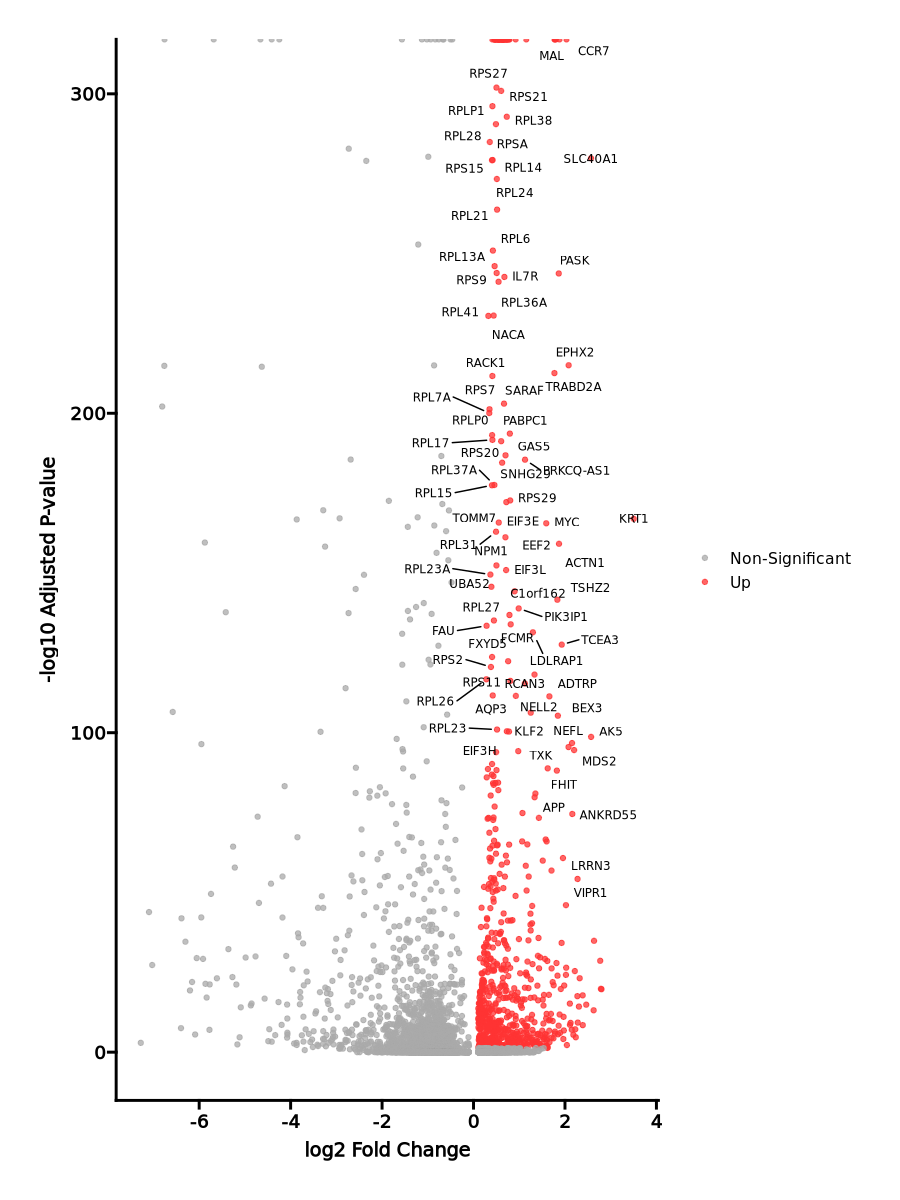 MAL CCR7
RPS27
300
RPS21
RPLP1
RPL38
RPL28 RPSA
SLC40A1
RPS15 RPL14
RPL24
RPL21
RPL6
RPL13A PASK
RPS9 IL7R
RPL36A
RPL41
NACA
EPHX2
RACK1
RPS7 SARAF TRABD2A
RPL7A
200
RPLP0 PABPC1
RPL17 GAS5
RPS20
RPL37A SNHG29 PRKCQ-AS1
RPL15 RPS29
TOMM7 EIF3E MYC KRT1
RPL31 NPM1 EEF2
RPL23A EIF3L ACTN1
UBA52 C1orf162 TSHZ2
RPL27 PIK3IP1
FAU FCMR TCEA3
FXYD5
RPS2 LDLRAP1
RPS11 RCAN3 ADTRP
RPL26 AQP3 NELL2 BEX3
100
RPL23 KLF2 NEFL AK5
EIF3H TXK MDS2
FHIT
APP ANKRD55
LRRN3
VIPR1
0
-6 -4 -2 0 2 4
log2 Fold Change
-log10 Adjusted P-value
Non-Significant
Up